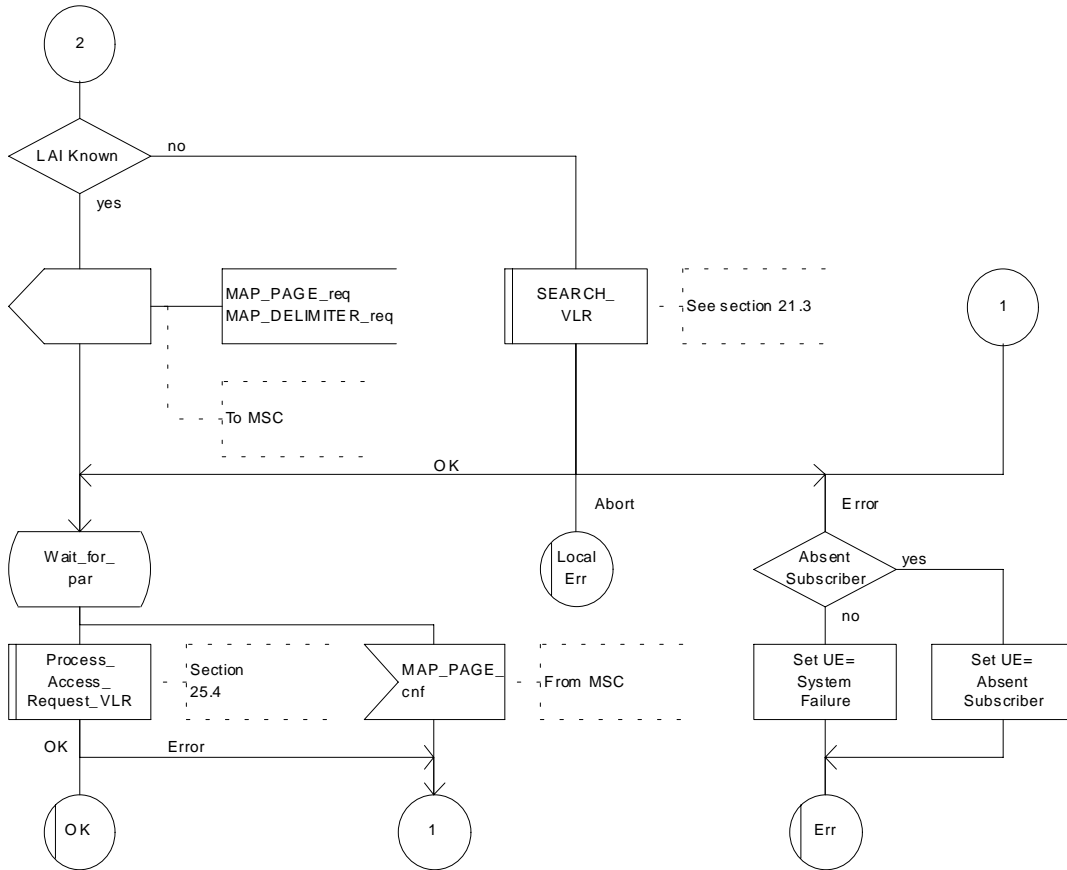 2
LAI Known
no
yes
MAP_PAGE_req
MAP_DELIMITER_req
SEARCH_
VLR
See section 21.3
1
To MSC
OK
Abort
Error
Wait_for_
par
Local
Err
Absent
Subscriber
yes
no
Process_
Access_
Request_VLR
Section
25.4
MAP_PAGE_
cnf
From MSC
Set UE=
System
Failure
Set UE=
Absent
Subscriber
OK
Error
OK
1
Err